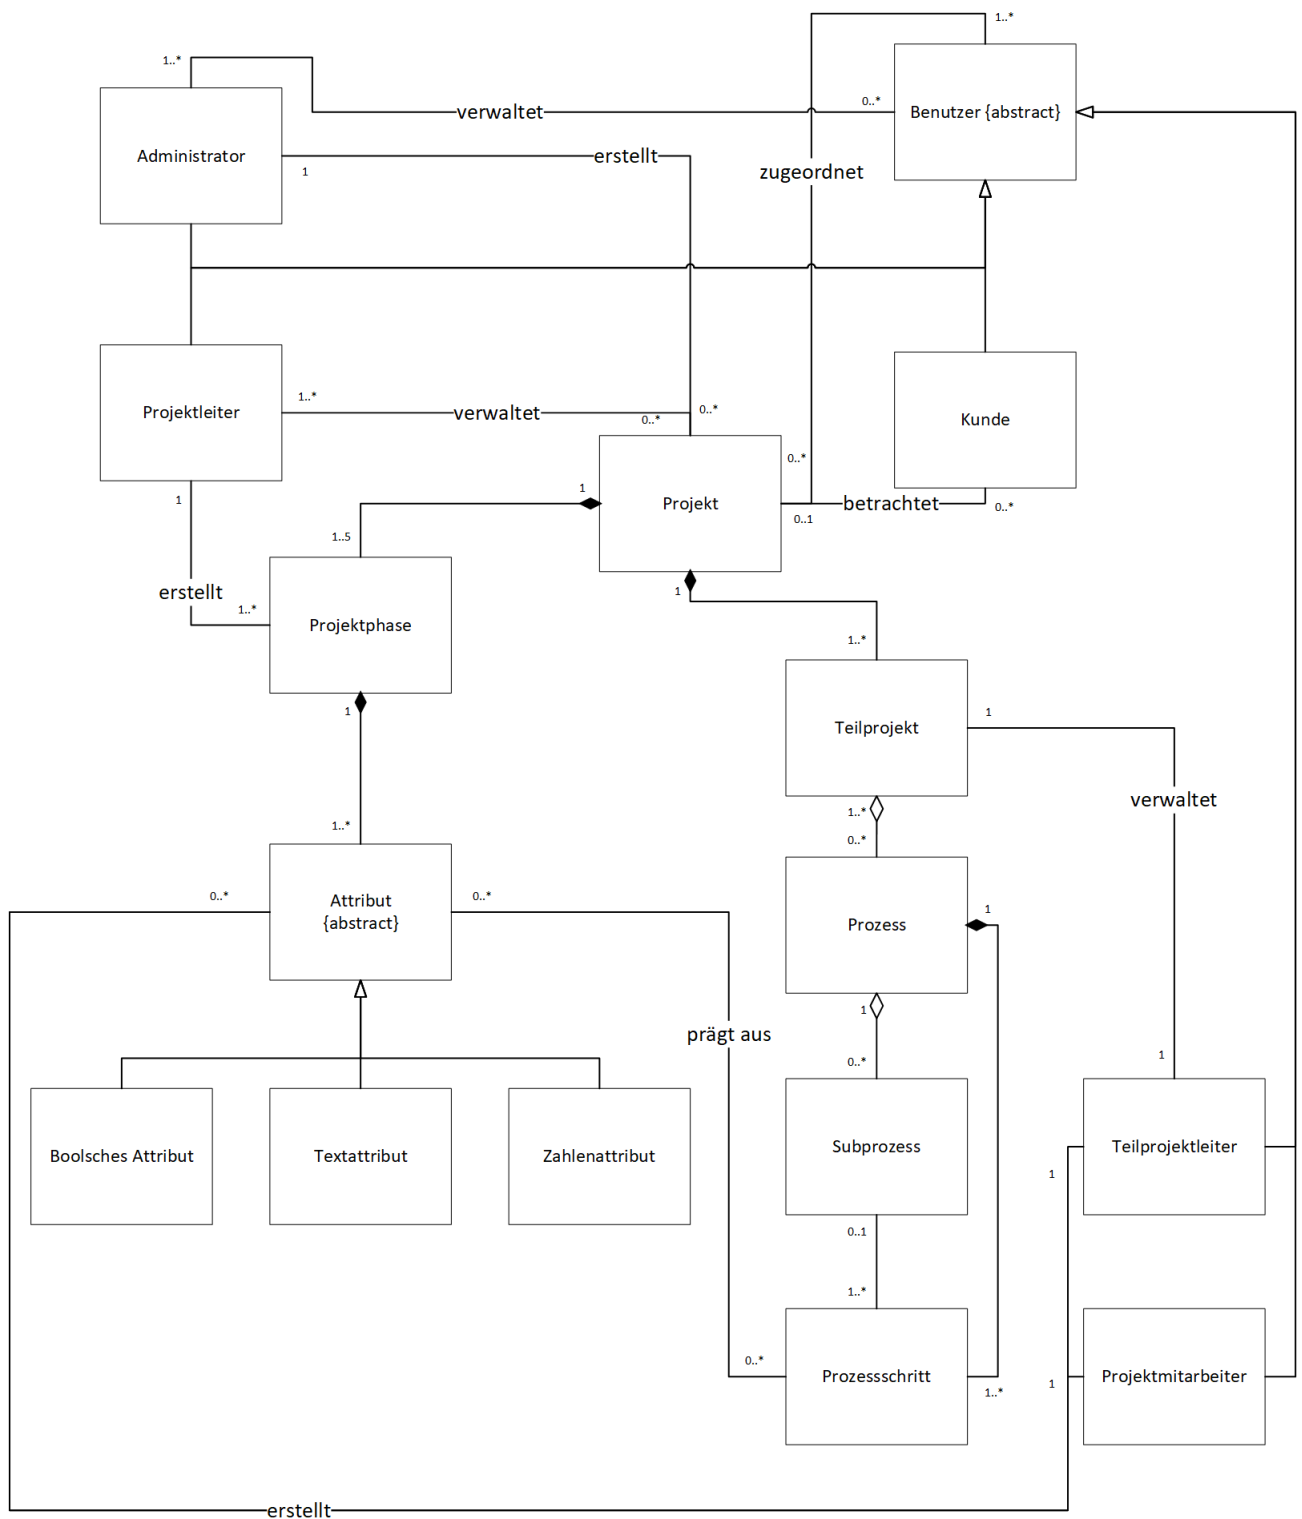 1..*
1..*
verwaltet
0..*
Benutzer {abstract}
Administrator
erstellt
1
zugeordnet
Projektleiter
1..*
verwaltet
0..*
0..*
Kunde
0..*
1
1
Projekt
betrachtet
0..1
0..*
1..5
erstellt
1
1..*
Projektphase
1..*
1
Teilprojekt
1
verwaltet
1..*
1..*
0..*
0..*
Attribut
{abstract}
0..*
Prozess
1
1
prägt aus
0..*
1
Boolsches Attribut
Textattribut
Zahlenattribut
Subprozess
Teilprojektleiter
1
0..1
1..*
0..*
Prozessschritt
1..*
1
Projektmitarbeiter
erstellt